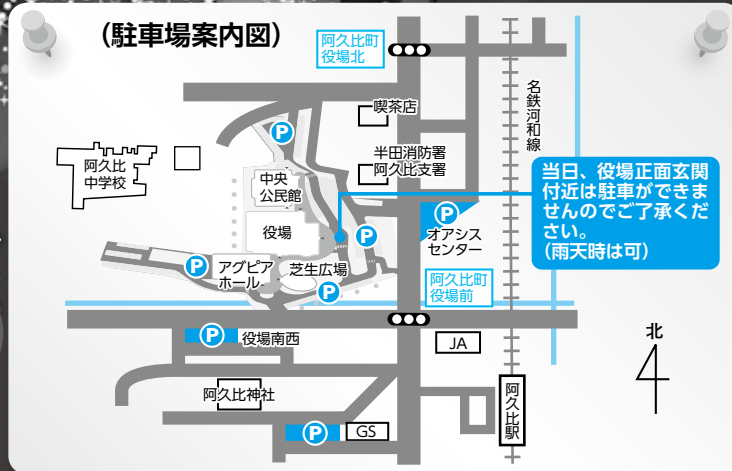 (駐車場案内図)
阿久比町
役場北
喫茶店
名鉄河和線
P
半田消防署
阿久比支署
阿久比
中学校
中央
公民館
当日、役場正面玄関
付近は駐車ができま
せんのでご了承くだ
さい。
(雨天時は可)
役場
P
P
オアシス
センター
P
アグピア
ホール
芝生広場
P
阿久比町
役場前
P
役場南西
JA
北
阿久比神社
阿久比駅
P
GS